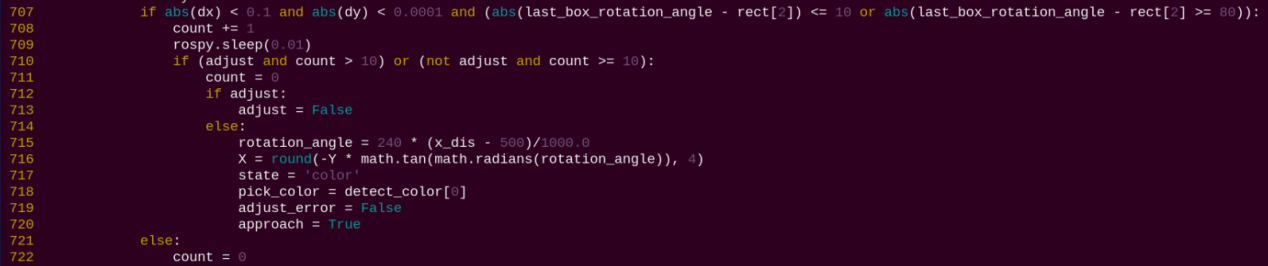 707             if abs(dx) < 0.1 and abs(dy) < 0.0001 and (abs(last_box_rotation_angle - rect[2]) <= 10 or abs(last_box_rotation_angle - rect[2] >= 80)):
708                 count += 1
709                 rospy.sleep(0.01)
710                 if (adjust and count > 10) or (not adjust and count >= 10):
711                     count = 0
712                     if adjust:
713                         adjust = False
714                     else:
715                         rotation_angle = 240 * (x_dis - 500)/1000.0
716                         X = round(-Y * math.tan(math.radians(rotation_angle)), 4)
717                         state = 'color'
718                         pick_color = detect_color[0]
719                         adjust_error = False
720                         approach = True
721             else:
722                 count = 0